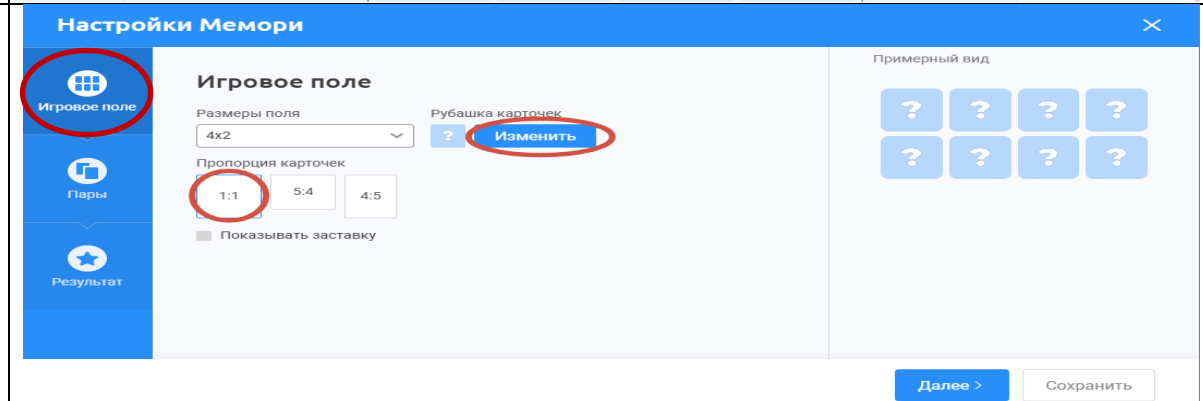 Настройки Мемори
Игровое поле
Пары
Результат
Игровое поле
Размеры поля
Рубашка карточек
4x2
?
Изменить
Пропорция карточек
1:1
5:4
4:5
Показывать заставку
Примерный вид
? ? ? ?
? ? ? ?
Далее >
Сохранить